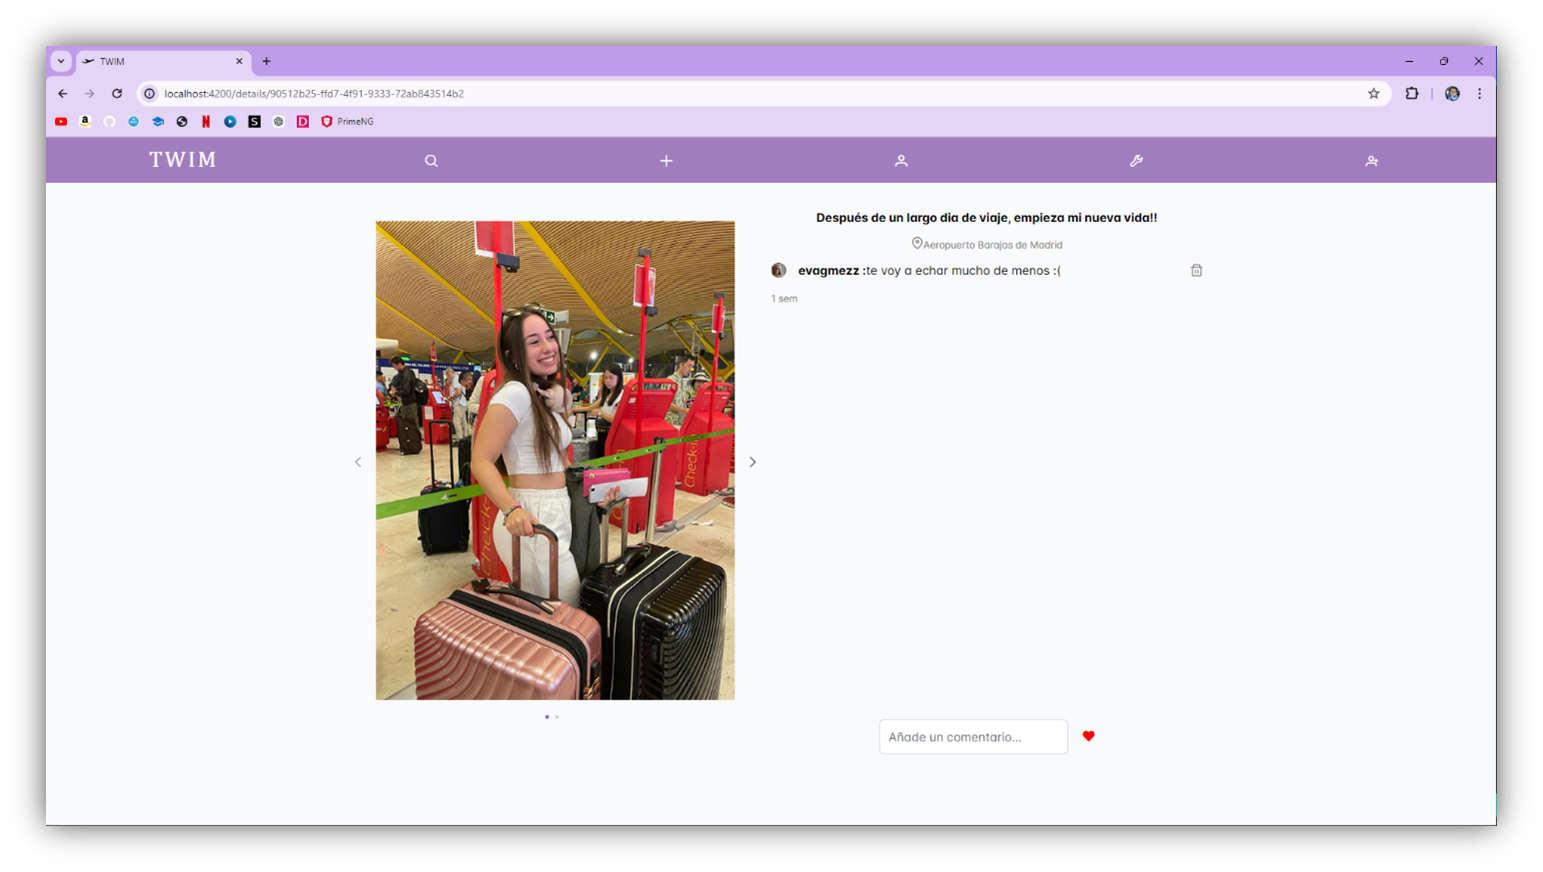 TWIM
localhost:4200/details/90512b25-ffd7-4f91-9333-72ab843514b2
PrimeNG
TWIM
Después de un largo dia de viaje, empieza mi nueva vida!!
Aeropuerto Barajas de Madrid
evagmezz :te voy a echar mucho de menos :(
1 sem
Check-in
Check-
Añade un comentario...